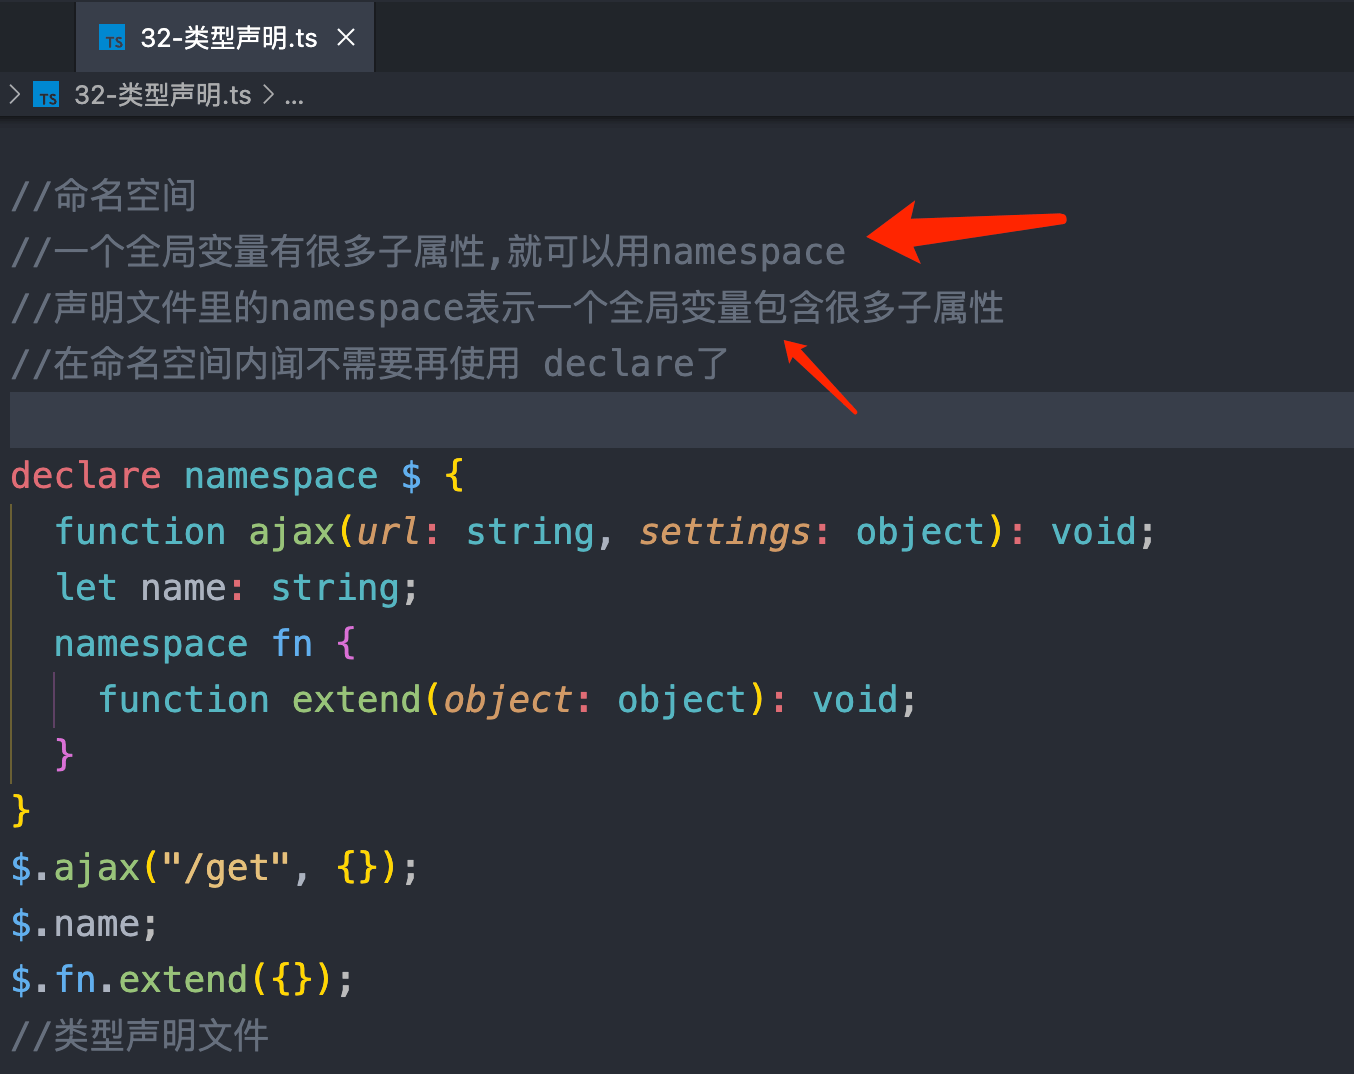 TS 32-类型声明.ts ×
> TS 32-类型声明.ts > ...
//命名空间
//一个全局变量有很多子属性,就可以用namespace
//声明文件里的namespace表示一个全局变量包含很多子属性
//在命名空间内闻不需要再使用 declare了
declare namespace $ {
function ajax(url: string, settings: object): void;
let name: string;
namespace fn {
function extend(object: object): void;
}
}
$.ajax("/get", {});
$.name;
$.fn.extend({});
//类型声明文件